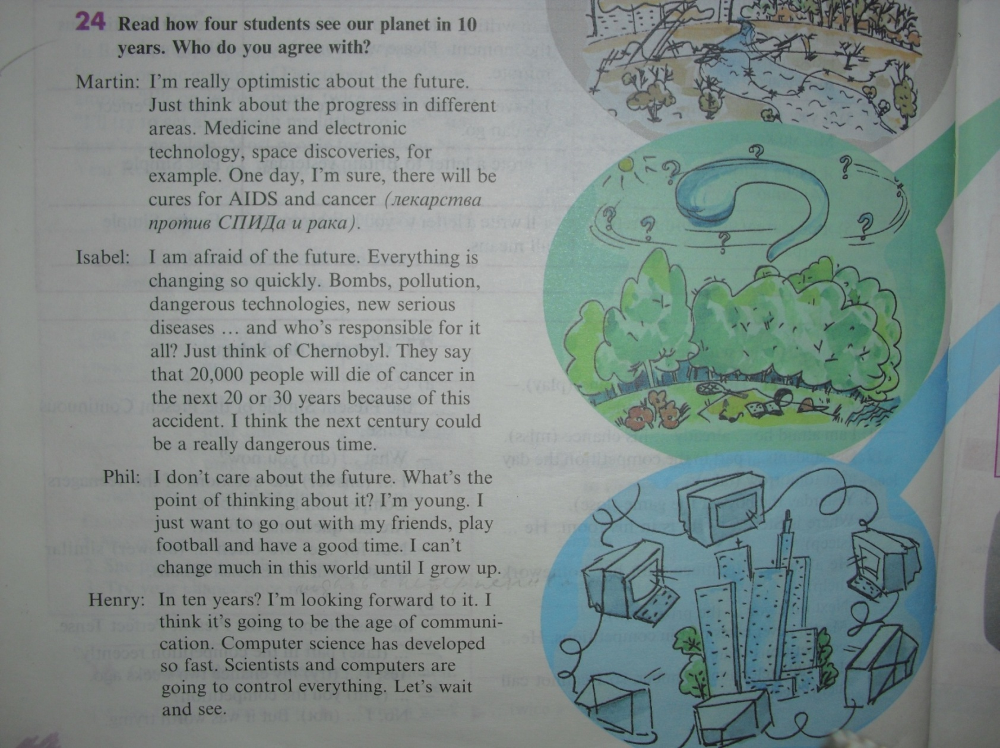 24 Read how four students see our planet in 10
years. Who do you agree with?
Martin: I'm really optimistic about the future.
Just think about the progress in different
areas. Medicine and electronic
technology, space discoveries, for
example. One day, I'm sure, there will be
cures for AIDS and cancer (лекарства
против СПИДа и рака).
Isabel: I am afraid of the future. Everything is
changing so quickly. Bombs, pollution,
dangerous technologies, new serious
diseases ... and who's responsible for it
all? Just think of Chernobyl. They say
that 20,000 people will die of cancer in
the next 20 or 30 years because of this
accident. I think the next century could
be a really dangerous time.
Phil: I don't care about the future. What's the
point of thinking about it? I'm young. I
just want to go out with my friends, play
football and have a good time. I can't
change much in this world until I grow up.
Henry: In ten years? I'm looking forward to it. I
think it's going to be the age of communi-
cation. Computer science has developed
so fast. Scientists and computers are
going to control everything. Let's wait
and see.